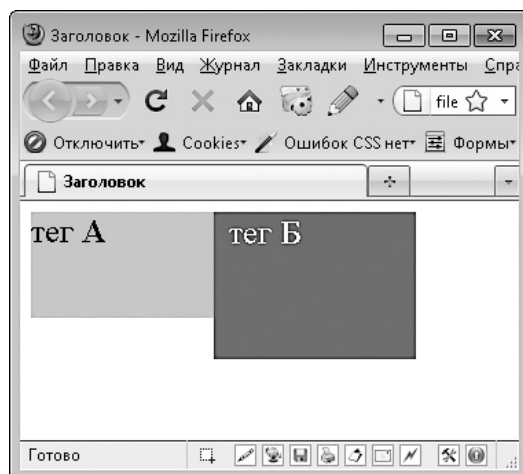 Заголовок - Mozilla Firefox
Файл Правка Вид Журнал Закладки Инструменты Спра
file
Отключить Cookies Ошибок CSS нет Формы
Заголовок
тег А тег Б
Готово